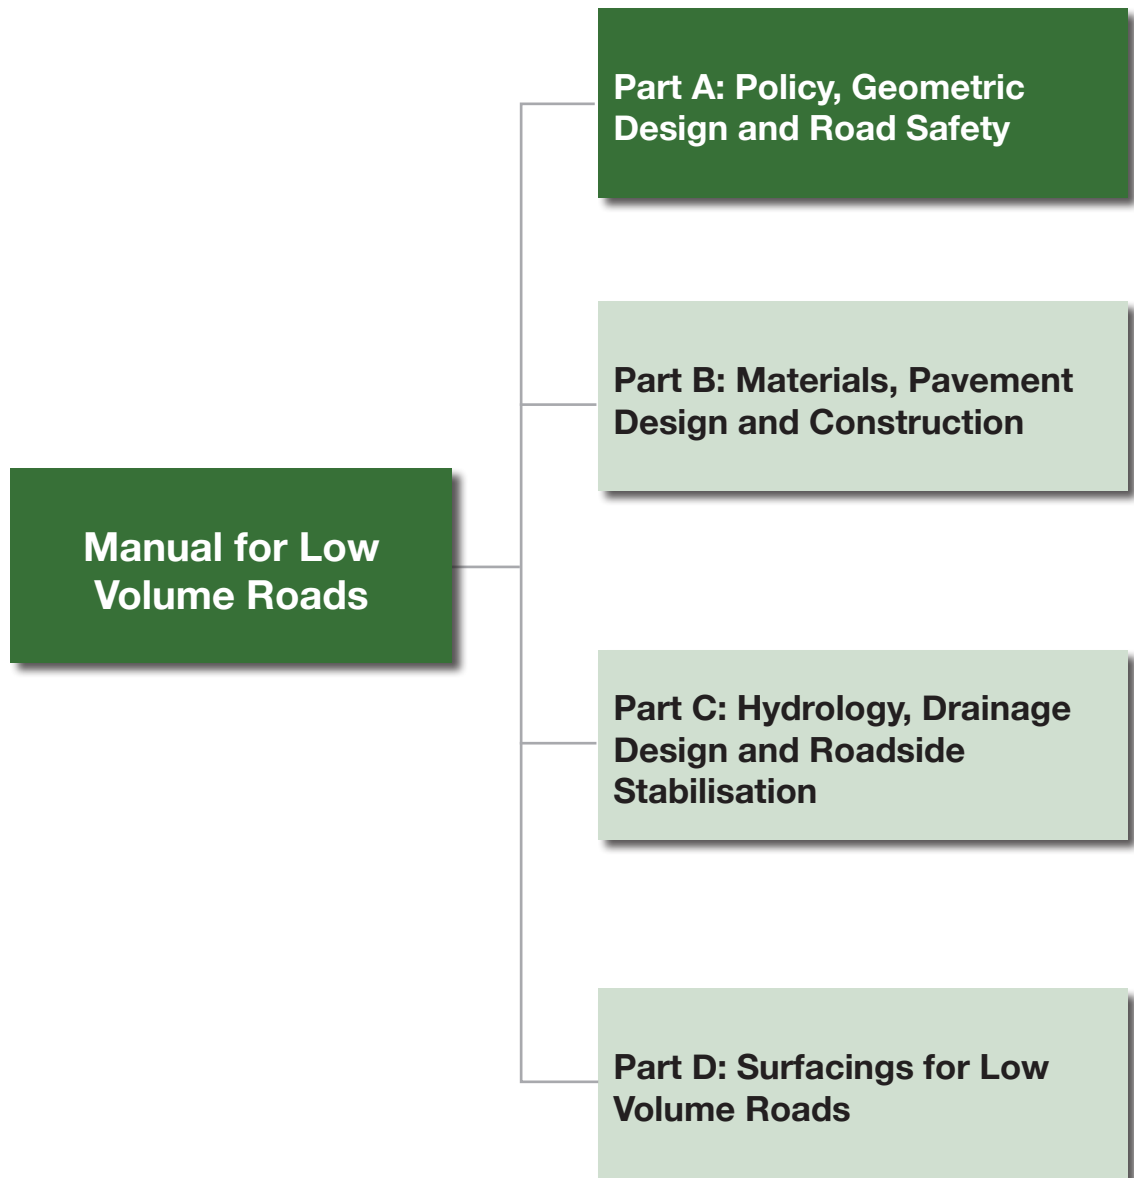 Part A: Policy, Geometric
Design and Road Safety
Part B: Materials, Pavement
Design and Construction
Manual for Low
Volume Roads
Part C: Hydrology, Drainage
Design and Roadside
Stabilisation
Part D: Surfacings for Low
Volume Roads